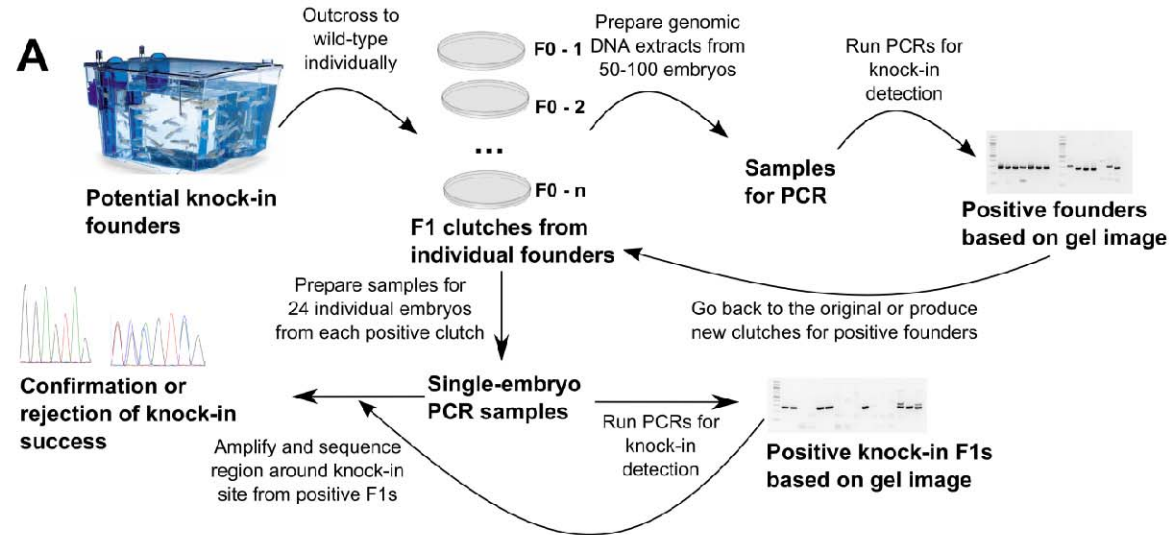 A
Outcross to
wild-type
individually
F0 - 1
F0 - 2
...
F0 - n
Prepare genomic
DNA extracts from
50-100 embryos
Run PCRs for
knock-in
detection
Potential knock-in
founders
F1 clutches from
individual founders
Samples
for PCR
Positive founders
based on gel image
Go back to the original or produce
new clutches for positive founders
Prepare samples for
24 individual embryos
from each positive clutch
Single-embryo
PCR samples
Run PCRs for
knock-in
detection
Positive knock-in F1s
based on gel image
Amplify and sequence
region around knock-in
site from positive F1s
Confirmation or
rejection of knock-in
success